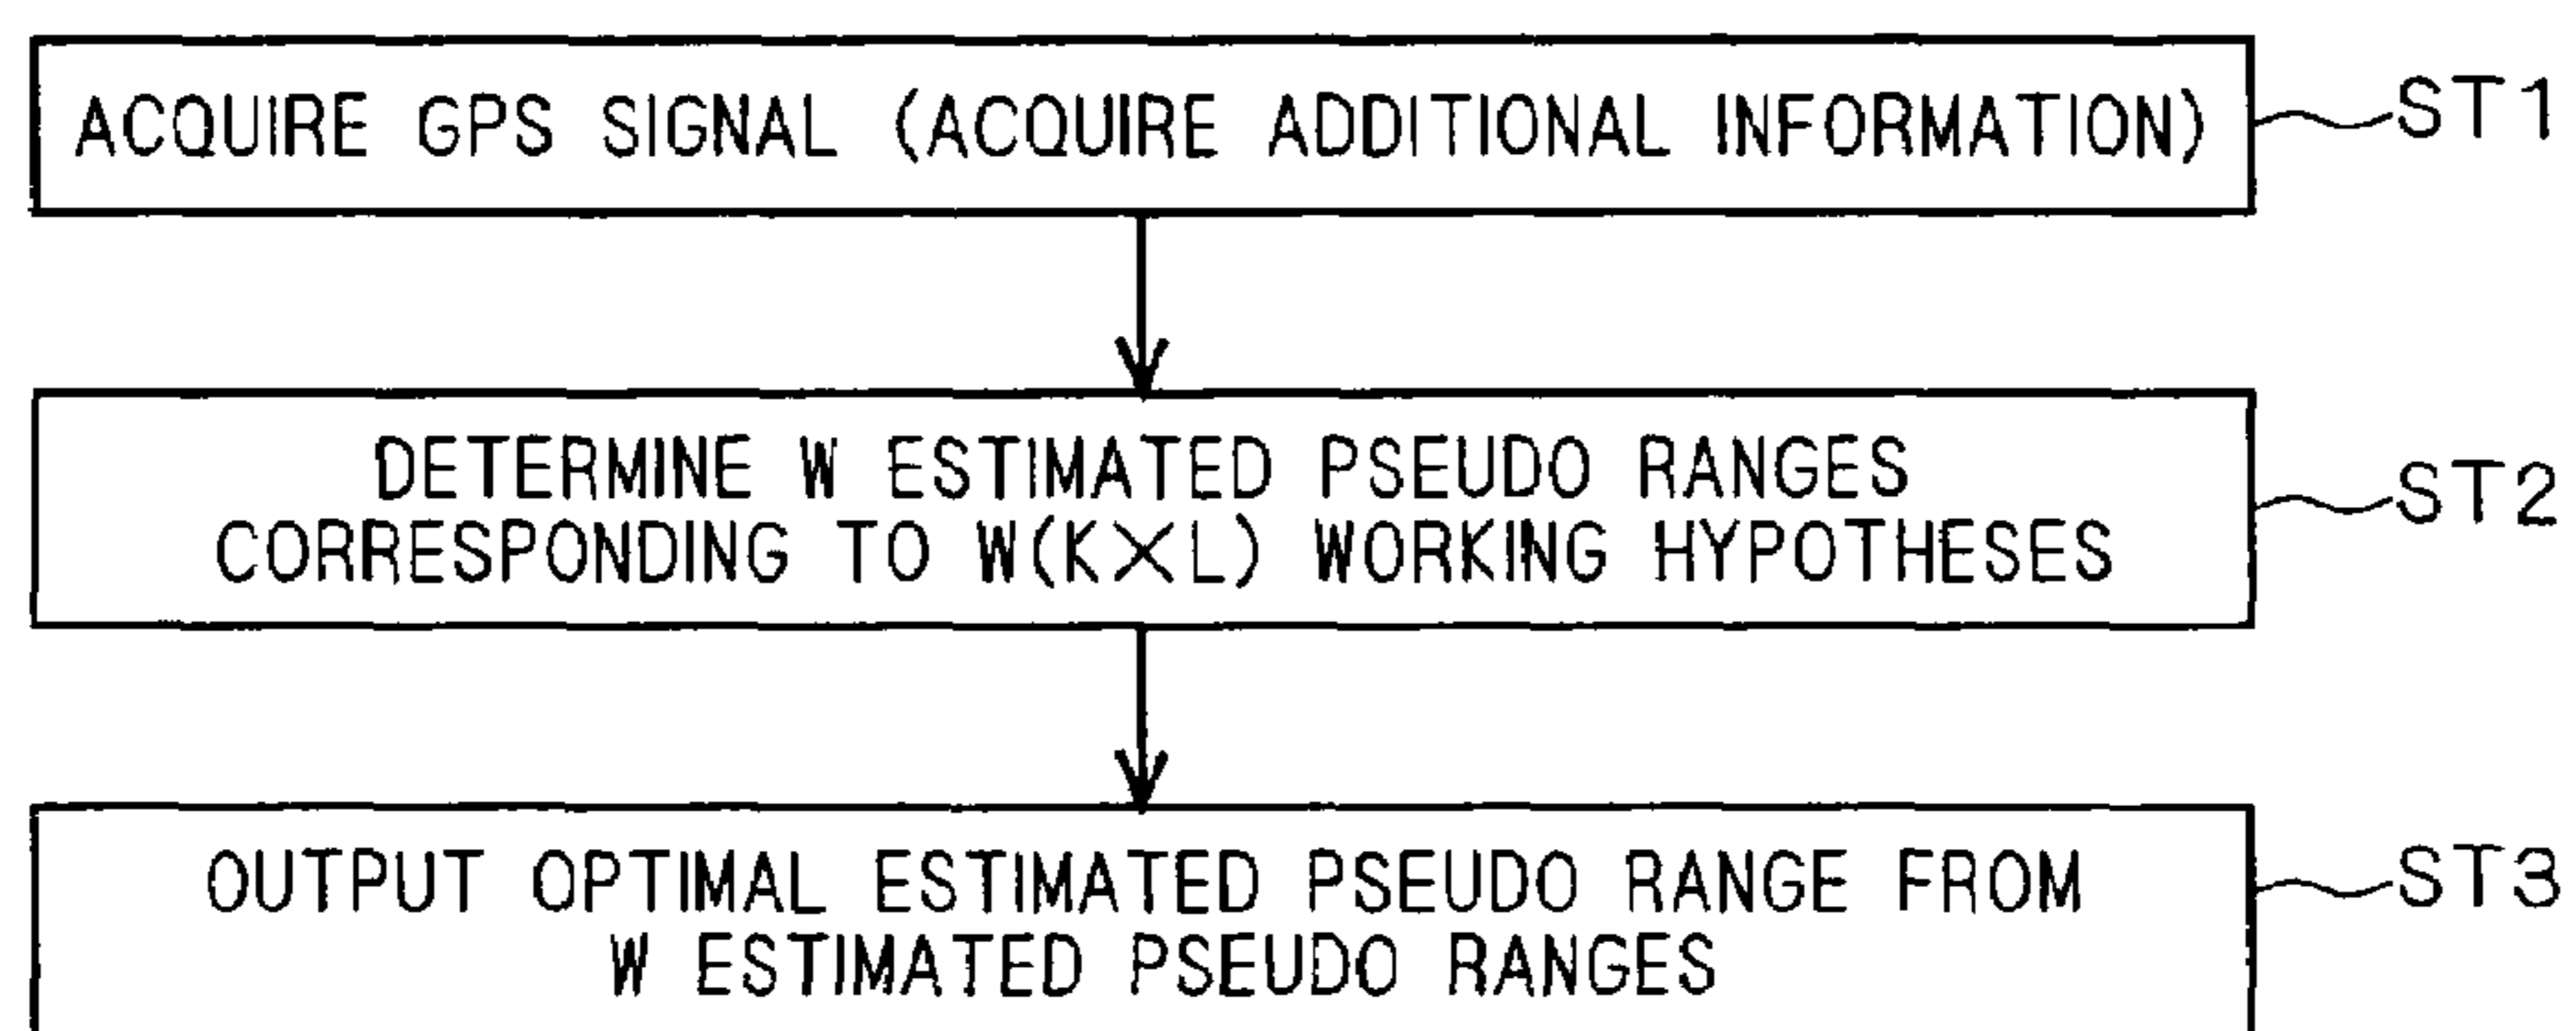 ACQUIRE GPS SIGNAL (ACQUIRE ADDITIONAL INFORMATION)
ST1
DETERMINE W ESTIMATED PSEUDO RANGES
CORRESPONDING TO W(K×L) WORKING HYPOTHESES
ST2
OUTPUT OPTIMAL ESTIMATED PSEUDO RANGE FROM
W ESTIMATED PSEUDO RANGES
ST3